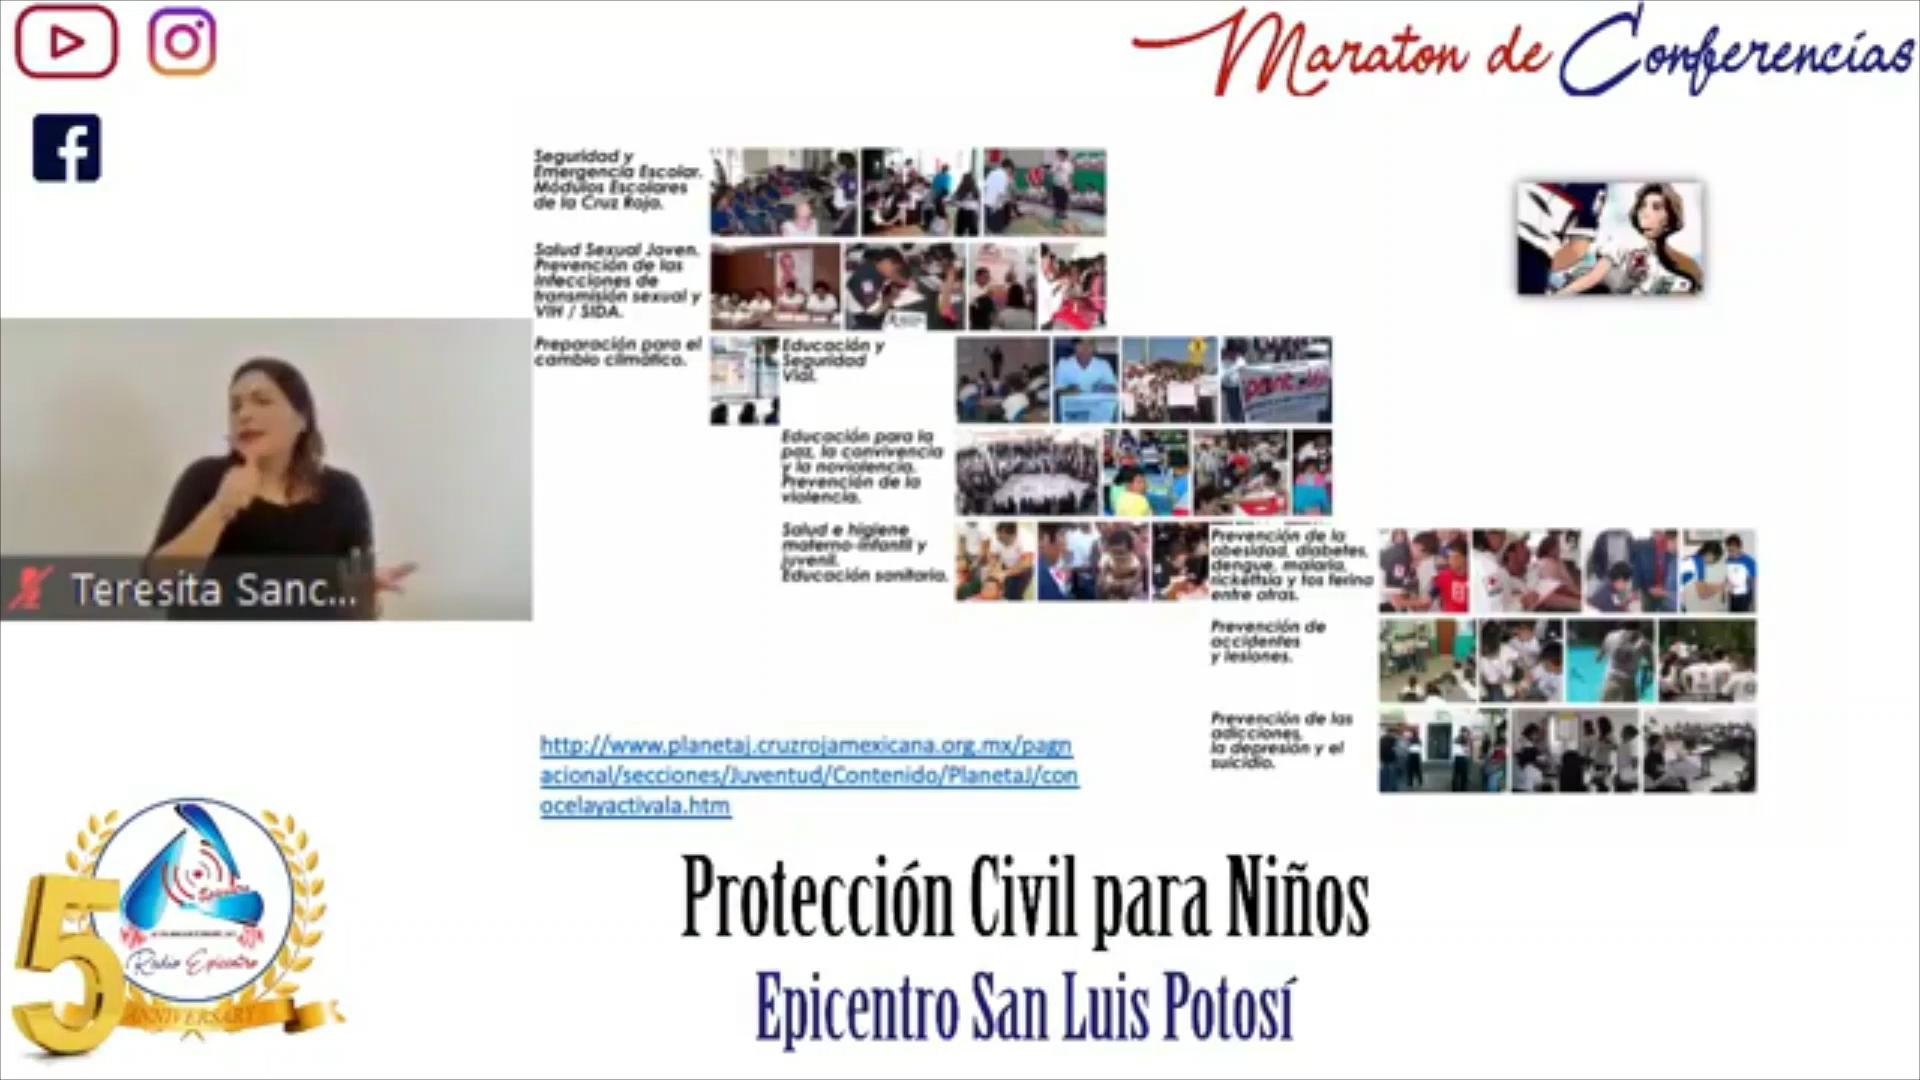 Maraton de Conferencías
Seguridad y
Emergencia Escolar.
Módulos Escolares
de la Cruz Roja.
Salud Sexual Joven.
Prevención de las
Infecciones de
transmisión sexual y
VIH / SIDA.
Preparación para el
cambio climático.
Educación y
Seguridad
Vial.
Educación para la
paz, la convivencia
y la noviolencia.
Prevención de la
violencia.
Salud e higiene
materno-infantil y
juvenil.
Educación sanitaria.
Prevención de la
obesidad, diabetes,
dengue, malaria,
rickettsia y tos ferina
entre otras.
Prevención de
accidentes
y lesiones.
Prevención de las
adicciones,
la depresión y el
suicidio.
Teresita Sanc...
http://www.planetaj.cruzrojamexicana.org.mx/pagn
acional/secciones/Juventud/Contenido/PlanetaJ/con
ocelayactivala.htm
5
Radio Epicentro
ANNIVERSARY
Protección Civil para Niños
Epicentro San Luis Potosí